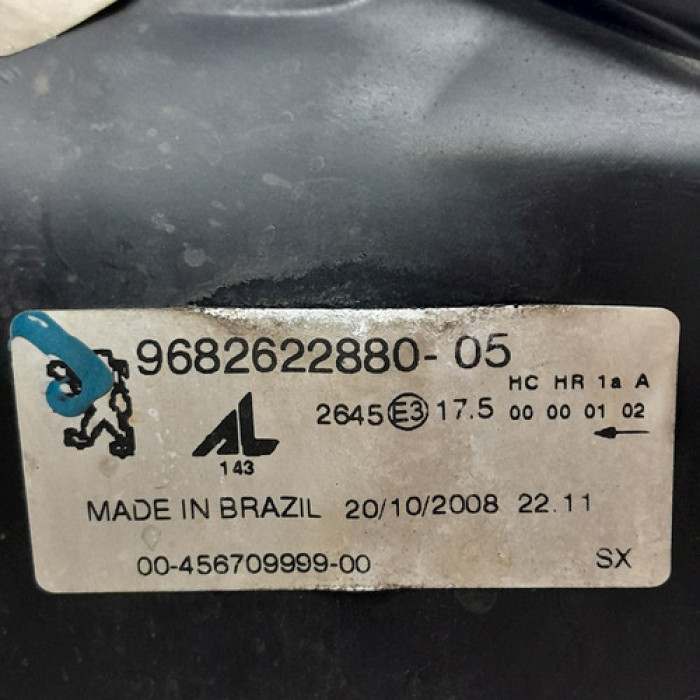 9682622880-05
HC HR 1a A
AL 2645 E3 17.5 00 00 01 02
143
MADE IN BRAZIL 20/10/2008 22.11
00-456709999-00 SX